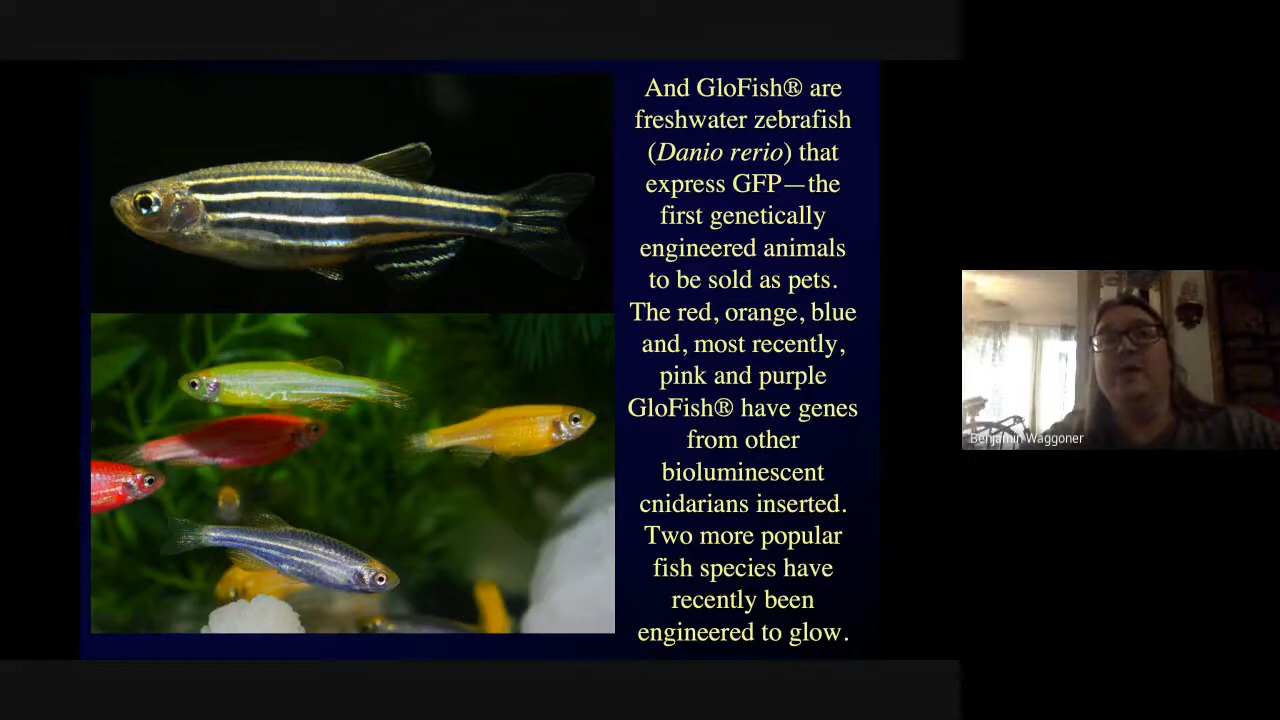 And GloFish® are
freshwater zebrafish
(Danio rerio) that
express GFP—the
first genetically
engineered animals
to be sold as pets.
The red, orange, blue
and, most recently,
pink and purple
GloFish® have genes
from other
bioluminescent
cnidarians inserted.
Two more popular
fish species have
recently been
engineered to glow.
Benjamin Waggoner